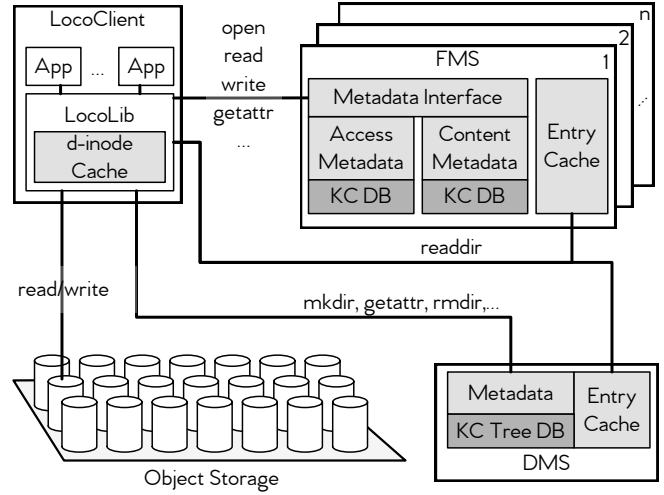 LocoClient
App ... App
LocoLib
d-inode
Cache
open
read
write
getattr
...
n
2
1
FMS
Metadata Interface
Access
Metadata
KC DB
Content
Metadata
KC DB
Entry
Cache
...
readdir
read/write
mkdir, getattr, rmdir,...
Metadata
KC Tree DB
Entry
Cache
DMS
Object Storage